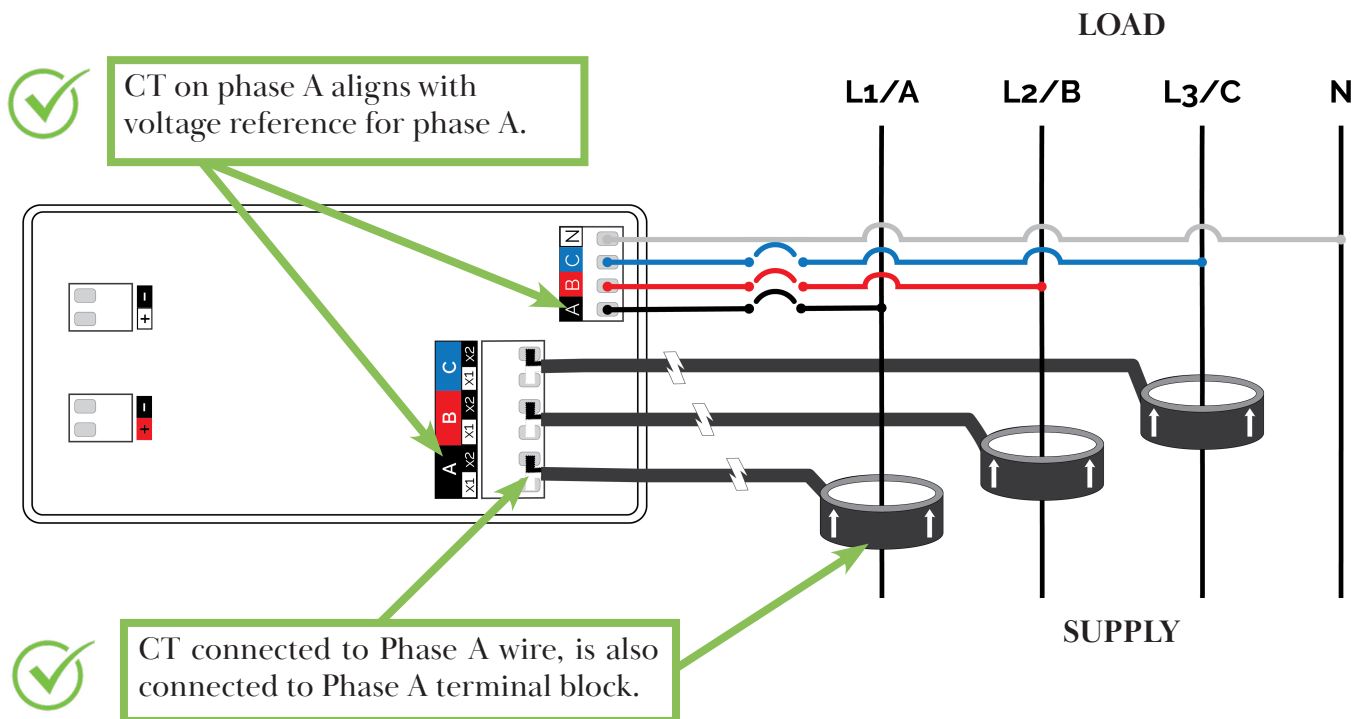 LOAD
CT on phase A aligns with
voltage reference for phase A.
L1/A L2/B L3/C N
N
C
B
A
- +
- +
C X2 X1
B X2 X1
A X2 X1
SUPPLY
CT connected to Phase A wire, is also
connected to Phase A terminal block.